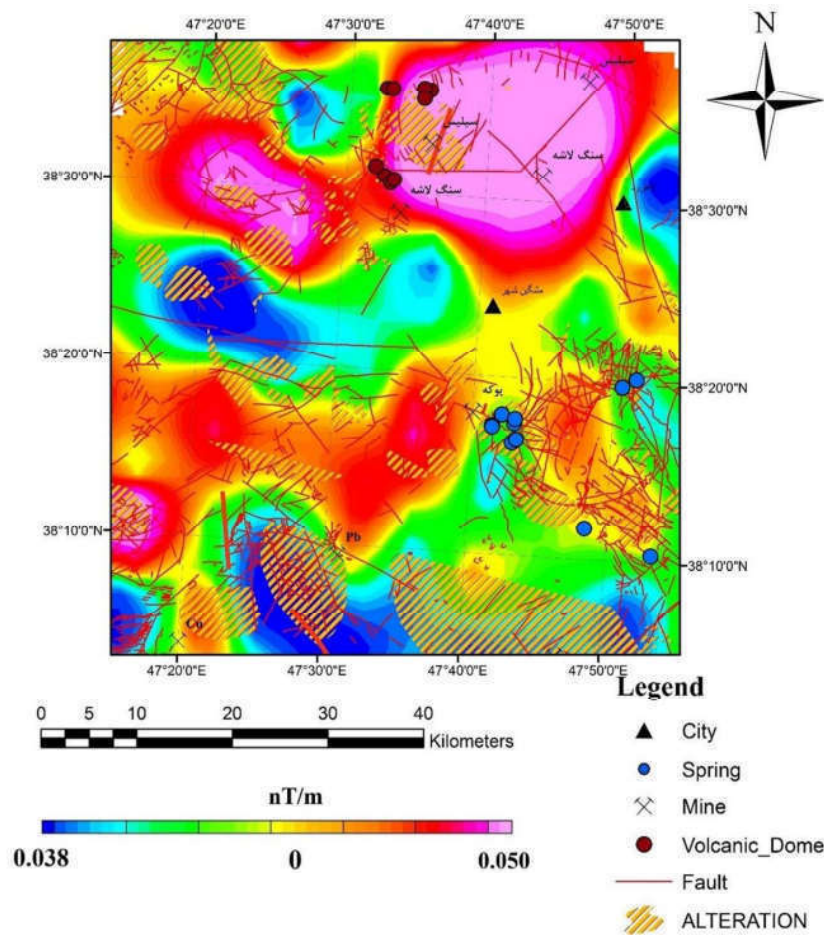 47°20'0"E 47°30'0"E 47°40'0"E 47°50'0"E
N
سیلیس
سیلیس
سنگ لاشه
38°30'0"N
سنگ لاشه
38°30'0"N
مشگین شهر
38°20'0"N
38°20'0"N
پوکه
38°10'0"N
Pb
38°10'0"N
Cu
47°20'0"E 47°30'0"E 47°40'0"E 47°50'0"E
Legend
0 5 10 20 30 40
Kilometers
City
Spring
nT/m
Mine
0.038 0 0.050
Volcanic_Dome
Fault
ALTERATION